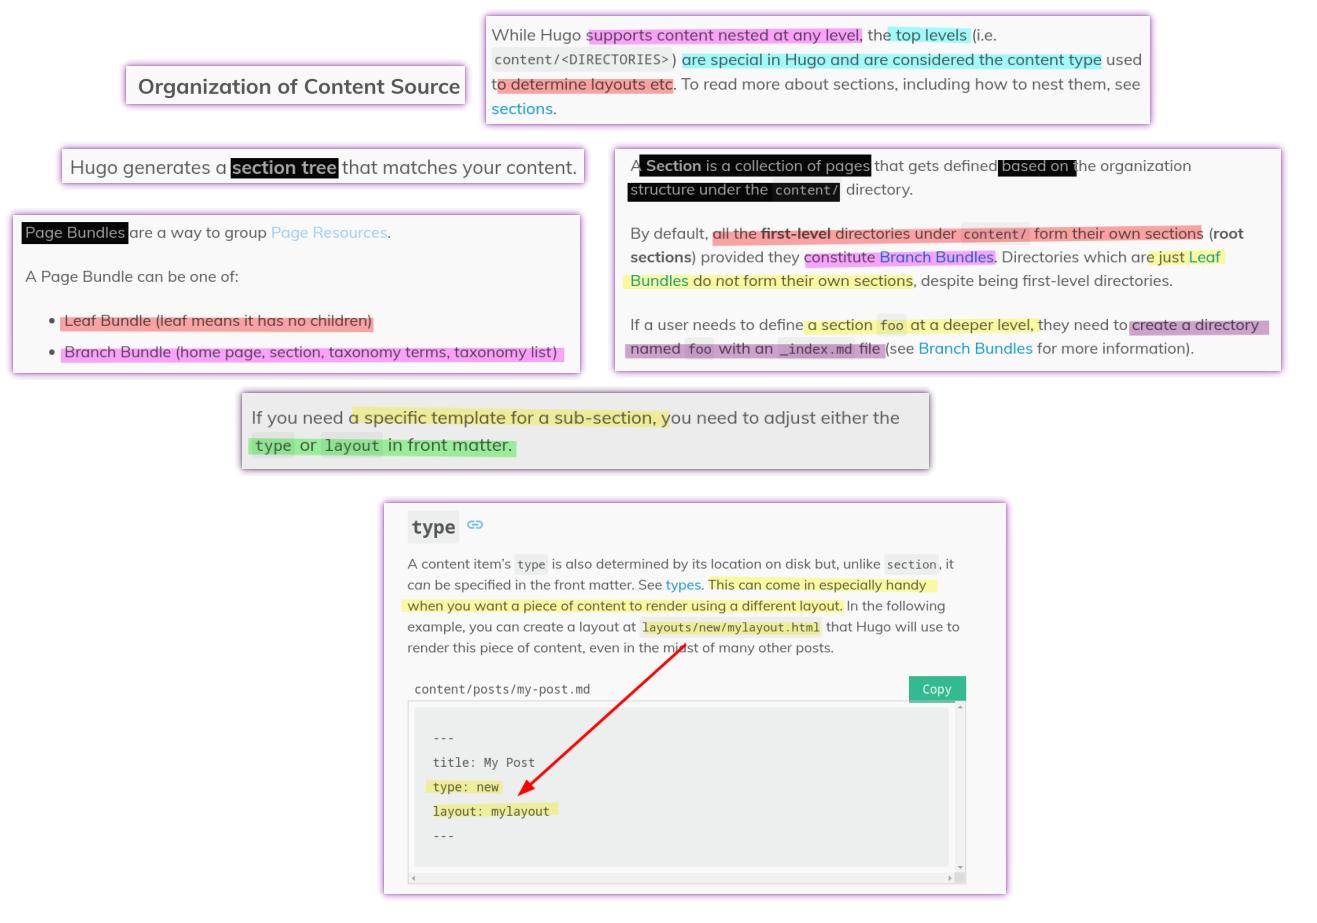 While Hugo supports content nested at any level, the top levels (i.e.
content/<DIRECTORIES>) are special in Hugo and are considered the content type used
to determine layouts etc. To read more about sections, including how to nest them, see
sections.
Organization of Content Source
Hugo generates a section tree that matches your content.
A Section is a collection of pages that gets defined based on the organization
structure under the content/ directory.
By default, all the first-level directories under content/ form their own sections (root
sections) provided they constitute Branch Bundles. Directories which are just Leaf
Bundles do not form their own sections, despite being first-level directories.
If a user needs to define a section foo at a deeper level, they need to create a directory
named foo with an _index.md file (see Branch Bundles for more information).
Page Bundles are a way to group Page Resources.
A Page Bundle can be one of:
• Leaf Bundle (leaf means it has no children)
• Branch Bundle (home page, section, taxonomy terms, taxonomy list)
If you need a specific template for a sub-section, you need to adjust either the
type or layout in front matter.
type
A content item’s type is also determined by its location on disk but, unlike section, it
can be specified in the front matter. See types. This can come in especially handy
when you want a piece of content to render using a different layout. In the following
example, you can create a layout at layouts/new/mylayout.html that Hugo will use to
render this piece of content, even in the midst of many other posts.
content/posts/my-post.md
Copy
---
title: My Post
type: new
layout: mylayout
---